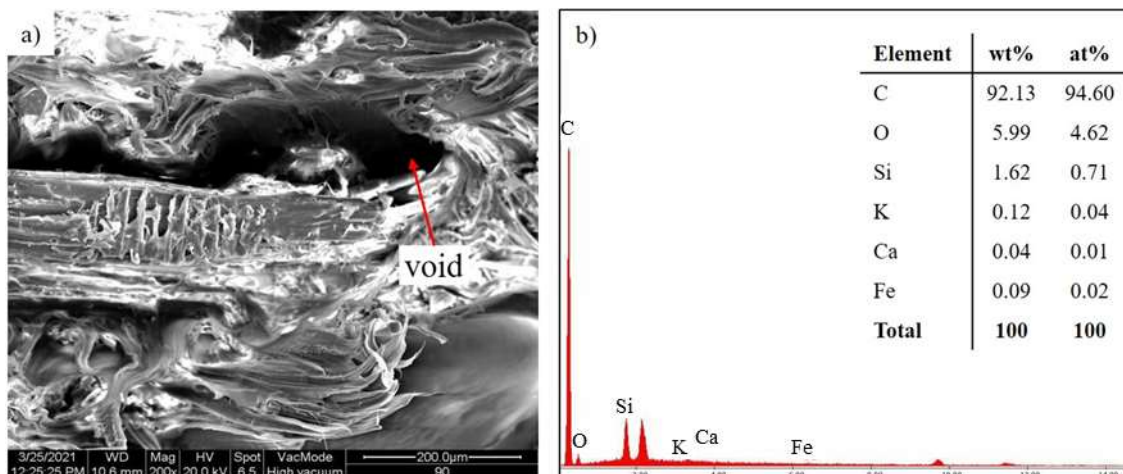 a)
void
3/25/2021 WD Mag HV Spot VacMode 200.0µm
12:25:25 PM 10.6 mm 200x 20.0 kV 6.5 High vacuum 90
b)
Element wt% at%
C 92.13 94.60
O 5.99 4.62
Si 1.62 0.71
K 0.12 0.04
Ca 0.04 0.01
Fe 0.09 0.02
Total 100 100
C
Si
O
K
Ca
Fe